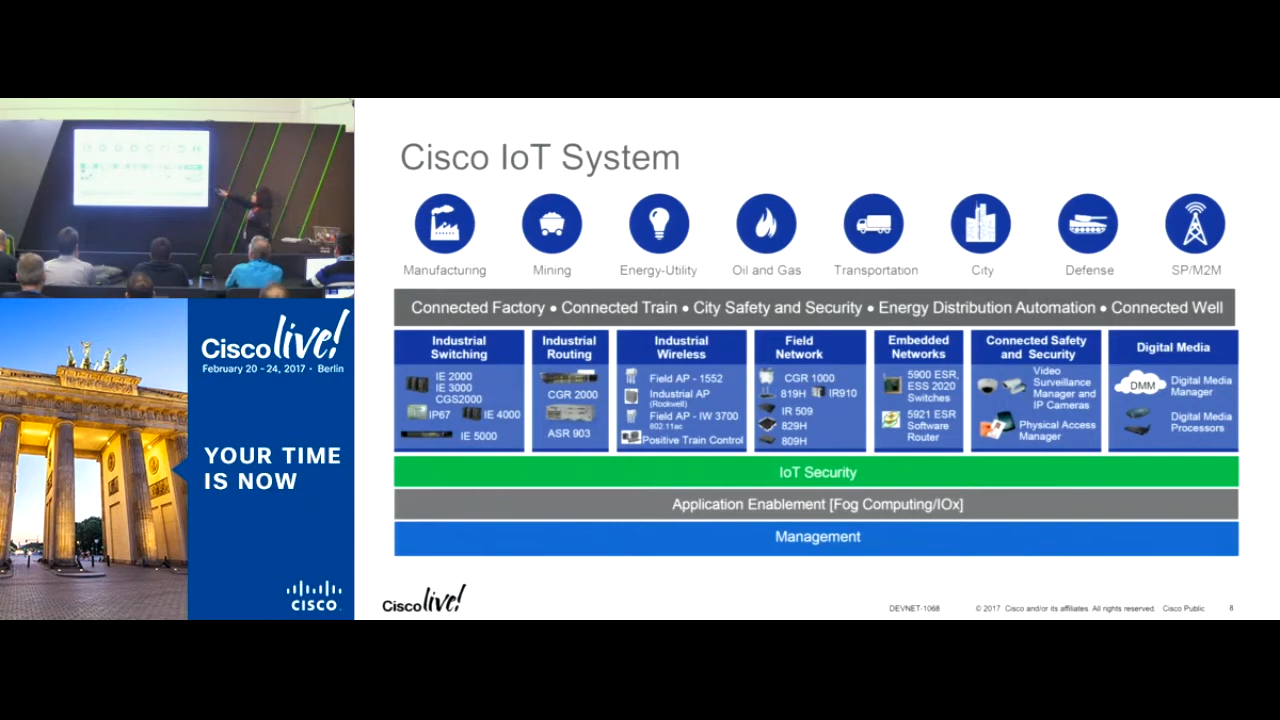 Cisco live!
February 20 - 24, 2017 • Berlin
YOUR TIME
IS NOW
CISCO
Cisco IoT System
Manufacturing
Mining
Energy-Utility
Oil and Gas
Transportation
City
Defense
SP/M2M
Connected Factory • Connected Train • City Safety and Security • Energy Distribution Automation • Connected Well
Industrial
Switching
IE 2000
IE 3000
CGS2000
IP67
IE 4000
IE 5000
Industrial
Routing
CGR 2000
ASR 903
Industrial
Wireless
Field AP - 1552
Industrial AP
(Rockwell)
Field AP - IW 3700
802.11ac
Positive Train Control
Field
Network
CGR 1000
819H
IR910
IR 509
829H
809H
Embedded
Networks
5900 ESR,
ESS 2020
Switches
5921 ESR
Software
Router
Connected Safety
and Security
Video
Surveillance
Manager and
IP Cameras
Physical Access
Manager
Digital Media
DMM
Digital Media
Manager
Digital Media
Processors
IoT Security
Application Enablement [Fog Computing/IOx]
Management
Cisco live!
DEVNET-1068
© 2017 Cisco and/or its affiliates. All rights reserved. Cisco Public
8